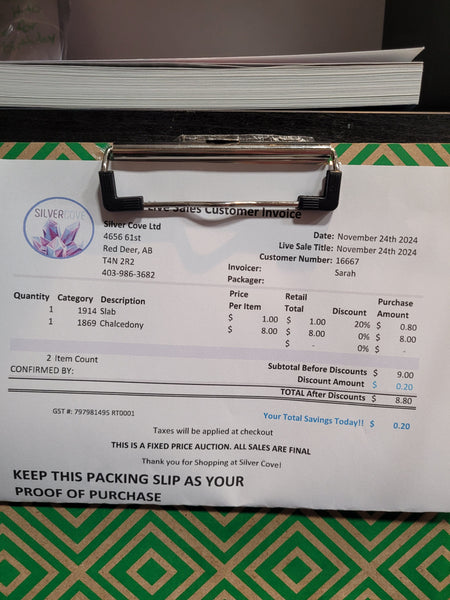 Live Sales Customer Invoice
SILVERCOVE
Silver Cove Ltd
4656 61st
Red Deer, AB
T4N 2R2
403-986-3682
Date: November 24th 2024
Live Sale Title: November 24th 2024
Customer Number: 16667
Invoicer: Sarah
Packager:
Quantity Category Description Price Per Item Retail Total Discount Purchase Amount
1 1914 Slab $ 1.00 $ 1.00 20% $ 0.80
1 1869 Chalcedony $ 8.00 $ 8.00 0% $ 8.00
$ - 0% $ -
2 Item Count
Subtotal Before Discounts $ 9.00
CONFIRMED BY:
Discount Amount $ 0.20
TOTAL After Discounts $ 8.80
GST #: 797981495 RT0001
Your Total Savings Today!! $ 0.20
Taxes will be applied at checkout
THIS IS A FIXED PRICE AUCTION. ALL SALES ARE FINAL
Thank you for Shopping at Silver Cove!
KEEP THIS PACKING SLIP AS YOUR
PROOF OF PURCHASE